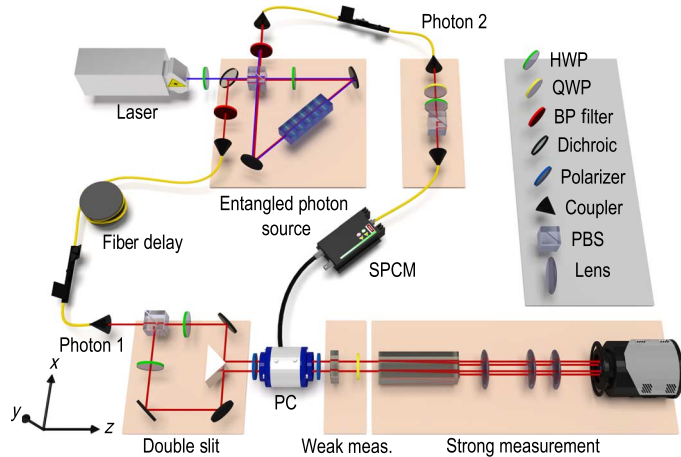 Photon 2
Laser
HWP
QWP
BP filter
Dichroic
Polarizer
Coupler
PBS
Lens
Entangled photon
source
Fiber delay
SPCM
Photon 1
x
y
z
PC
Double slit
Weak meas.
Strong measurement